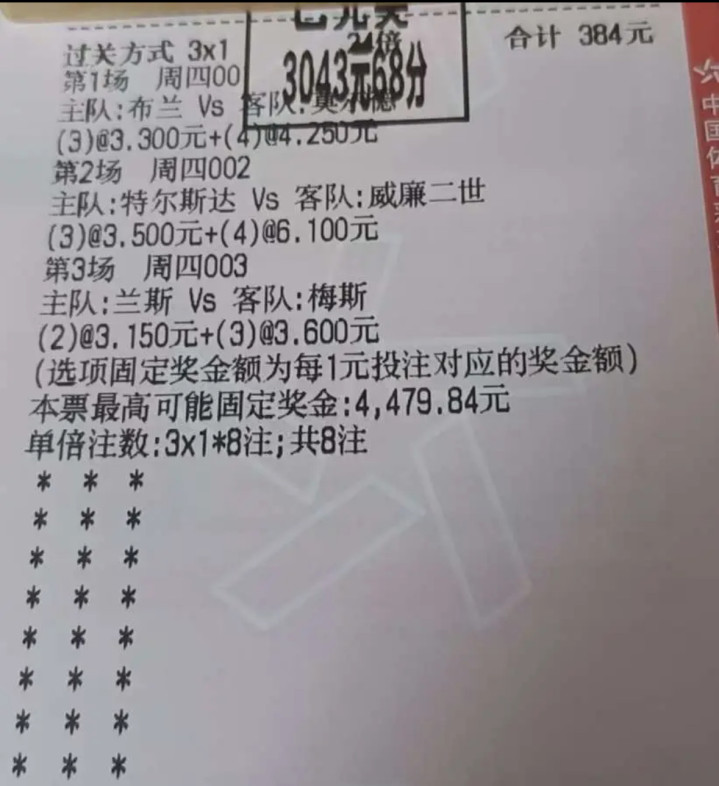 过关方式 3x1
24倍
合计 384元
3043元68分
第1场 周四00
主队:布兰 Vs 客队:莫尔德
(3)@3.300元+(4)@4.250元
第2场 周四002
主队:特尔斯达 Vs 客队:威廉二世
(3)@3.500元+(4)@6.100元
第3场 周四003
主队:兰斯 Vs 客队:梅斯
(2)@3.150元+(3)@3.600元
(选项固定奖金额为每1元投注对应的奖金额)
本票最高可能固定奖金:4,479.84元
单倍注数:3x1*8注;共8注
* * *
* * *
* * *
* * *
* * *
* * *
* * *
* * *
中国体育